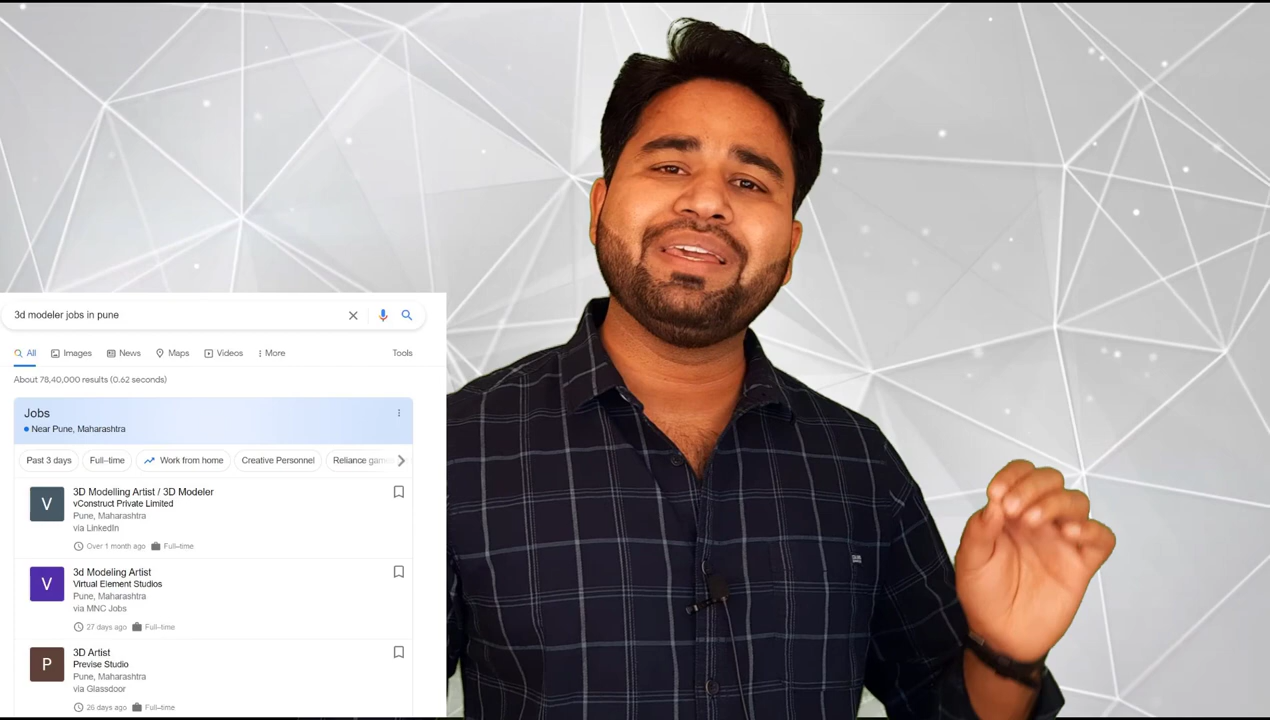 3d modeler jobs in pune
All Images News Maps Videos More Tools
About 78,40,000 results (0.62 seconds)
Jobs
Near Pune, Maharashtra
Past 3 days Full–time Work from home Creative Personnel Reliance game
V
3D Modelling Artist / 3D Modeler
vConstruct Private Limited
Pune, Maharashtra
via LinkedIn
Over 1 month ago Full–time
V
3d Modeling Artist
Virtual Element Studios
Pune, Maharashtra
via MNC Jobs
27 days ago Full–time
P
3D Artist
Previse Studio
Pune, Maharashtra
via Glassdoor
26 days ago Full–time